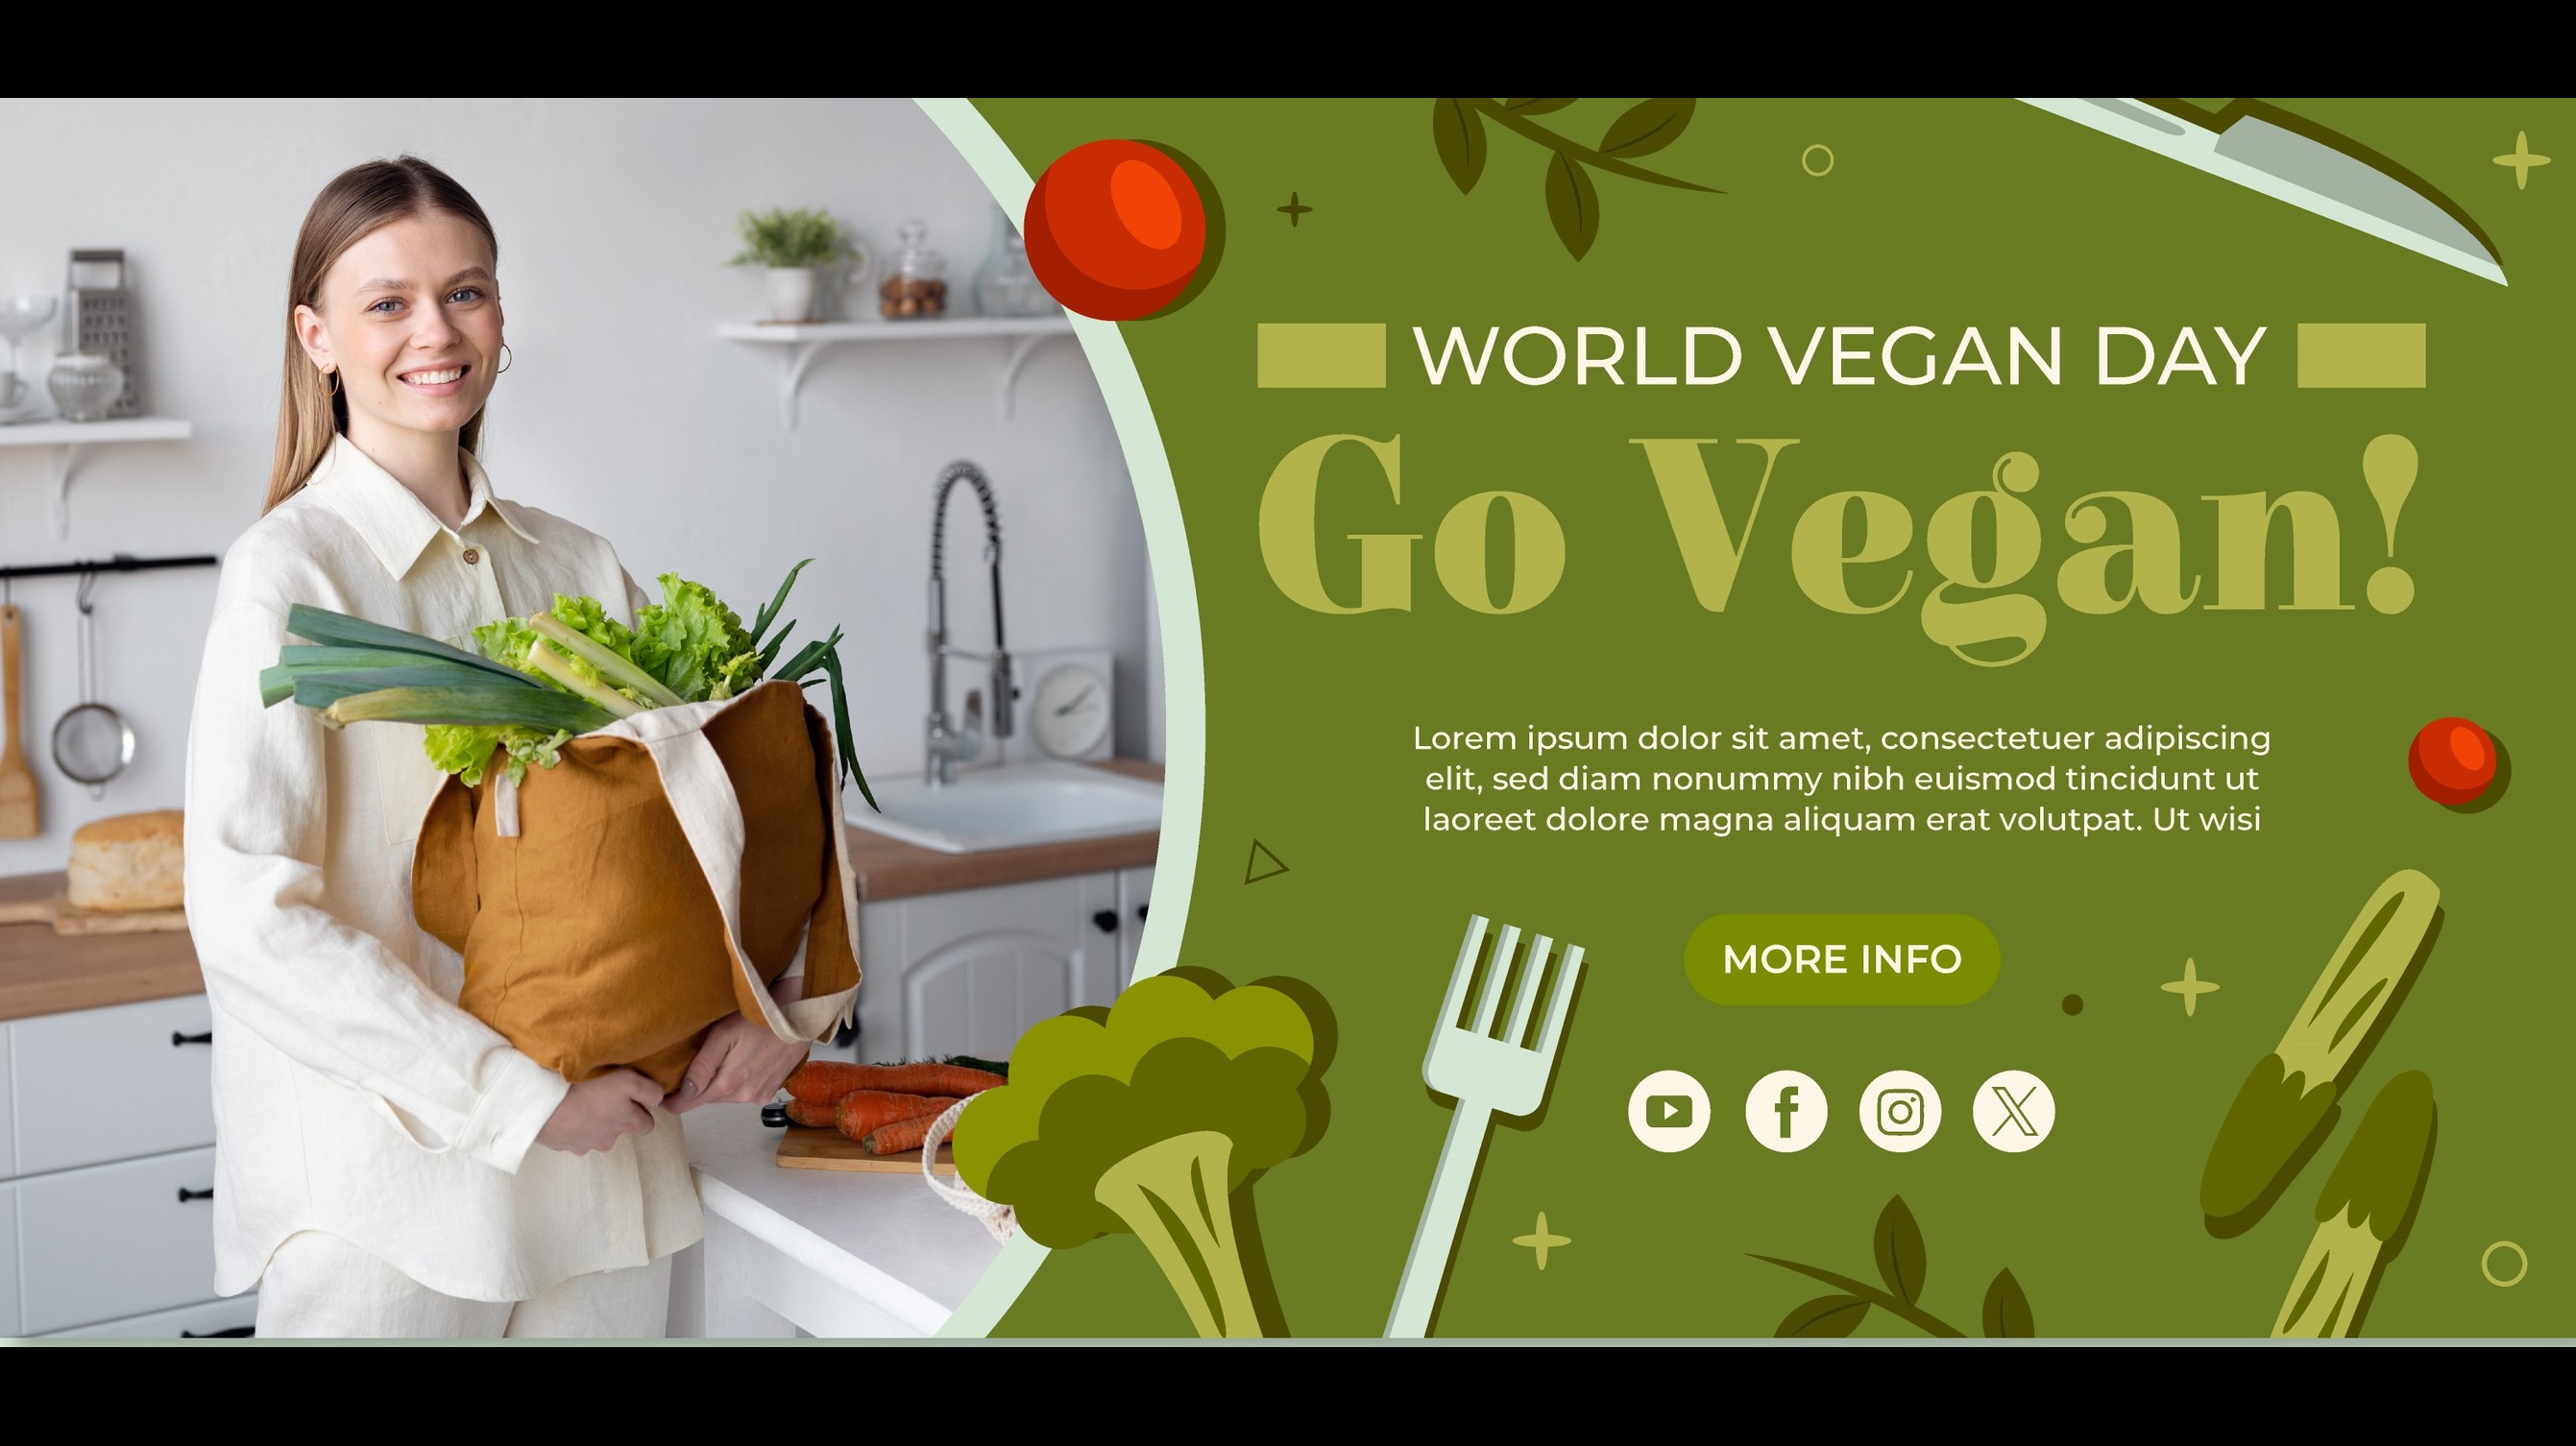 WORLD VEGAN DAY
Go Vegan!
Lorem ipsum dolor sit amet, consectetuer adipiscing
elit, sed diam nonummy nibh euismod tincidunt ut
laoreet dolore magna aliquam erat volutpat. Ut wisi
MORE INFO